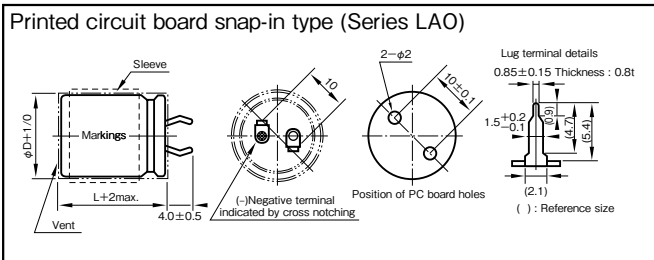 Printed circuit board snap-in type (Series LAO)
Sleeve
2−φ2
Lug terminal details
0.85±0.15 Thickness : 0.8t
10
10±0.1
φD+1/0
Markings
1.5+0.2
−0.1
(0.9)
(4.7)
(5.4)
L+2max.
4.0±0.5
(-)Negative terminal
indicated by cross notching
Position of PC board holes
(2.1)
Vent
( ) : Reference size